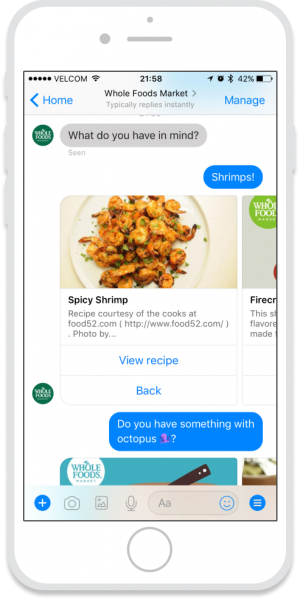 VELCOM 21:58 42%
Home Whole Foods Market > Manage
Typically replies instantly
WHOLE
FOODS
What do you have in mind?
Seen
Shrimps!
WHOLE
FOODS
MARKET
Spicy Shrimp Firecr
Recipe courtesy of the cooks at This sh
food52.com ( http://www.food52.com/ ) flavore
. Photo by... made f
View recipe
Back
WHOLE
FOODS
Do you have something with
octopus 🐙?
WHOLE
FOODS
MARKET
Aa